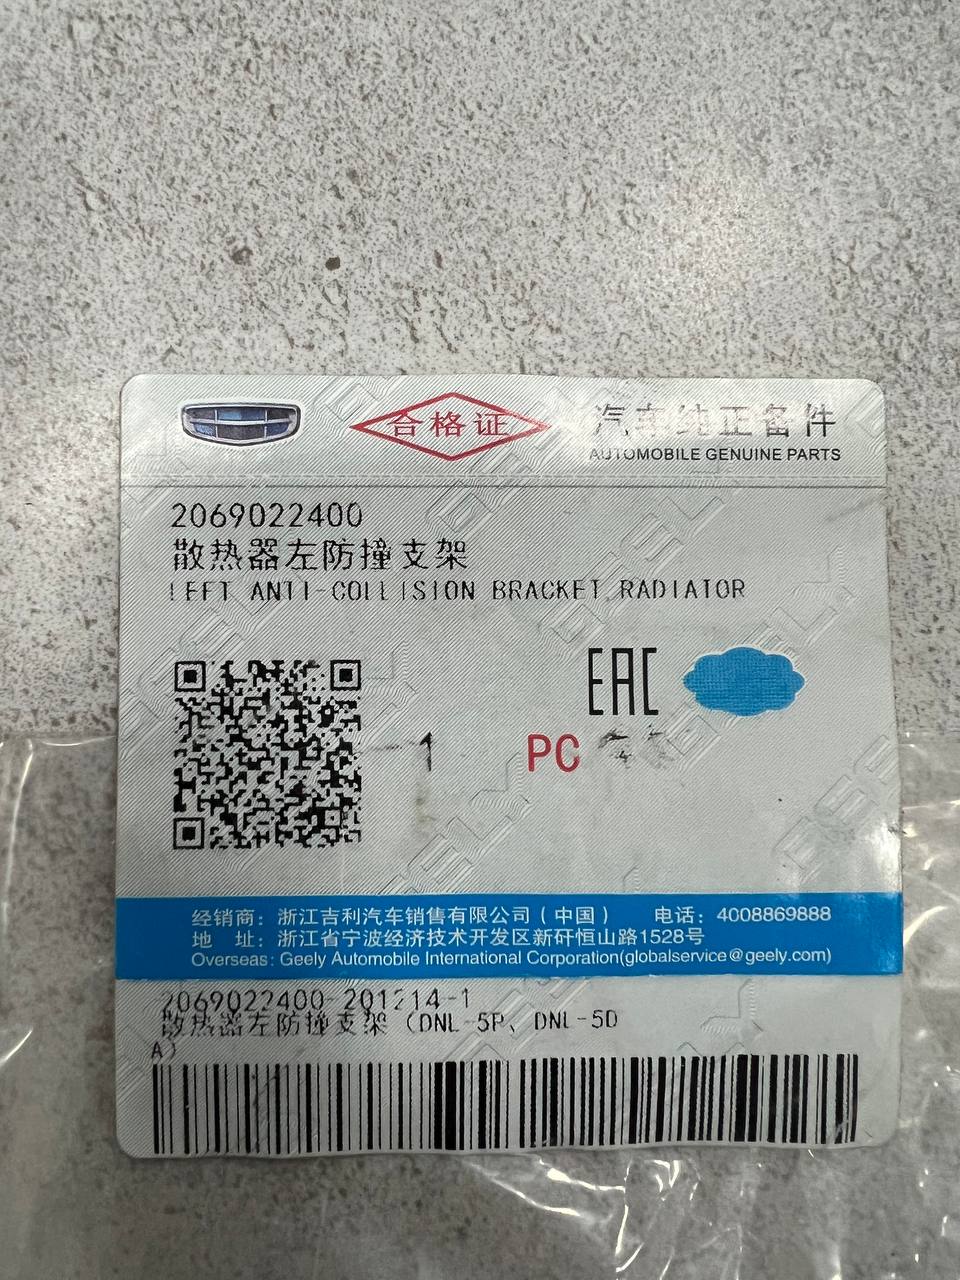 合格证
汽车纯正备件
AUTOMOBILE GENUINE PARTS
2069022400
散热器左防撞支架
LEFT ANTI-COLLISION BRACKET,RADIATOR
EAC
1 PC
经销商：浙江吉利汽车销售有限公司（中国） 电话：4008869888
地 址：浙江省宁波经济技术开发区新矸恒山路1528号
Overseas: Geely Automobile International Corporation(globalservice@geely.com)
2069022400-201214-1
散热器左防撞支架（DNL-5P、DNL-5D
A）